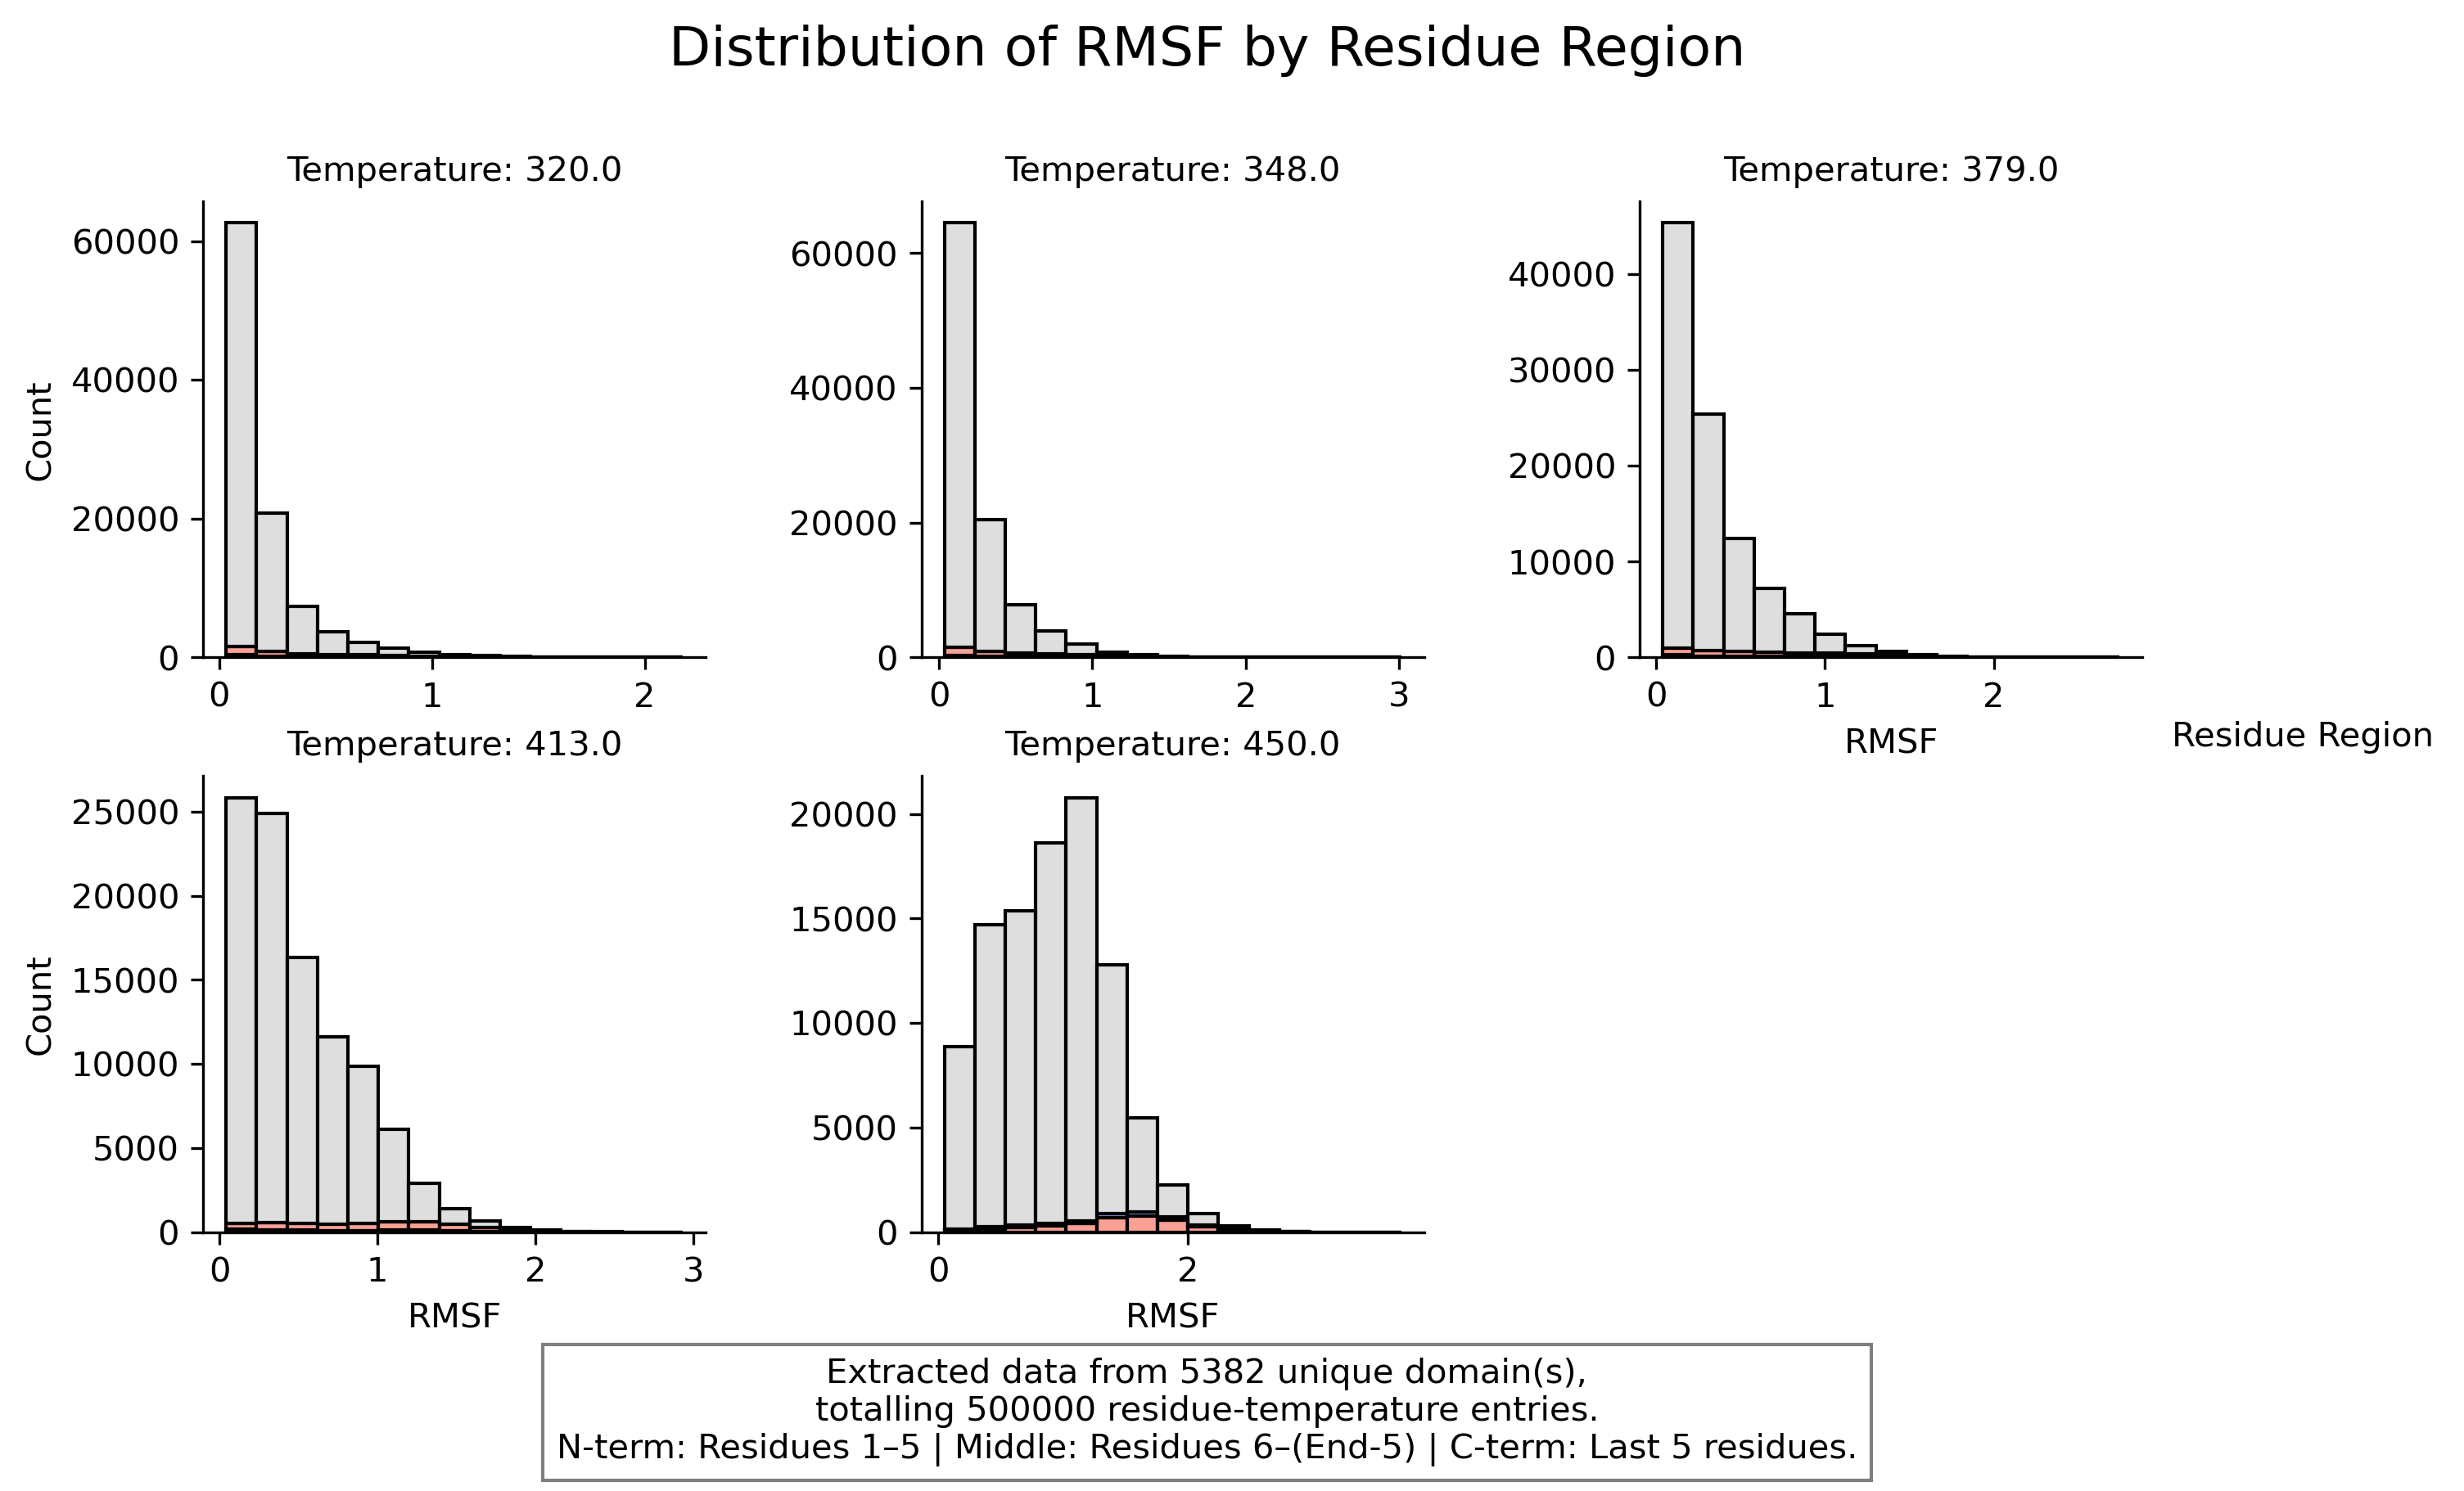 Distribution of RMSF by Residue Region
Temperature: 320.0
Temperature: 348.0
Temperature: 379.0
Count
60000
40000
20000
0
0 1 2
60000
40000
20000
0
0 1 2 3
40000
30000
20000
10000
0
0 1 2
RMSF
Residue Region
Temperature: 413.0
Temperature: 450.0
Count
25000
20000
15000
10000
5000
0
0 1 2 3
RMSF
20000
15000
10000
5000
0
0 2
RMSF
Extracted data from 5382 unique domain(s),
totalling 500000 residue-temperature entries.
N-term: Residues 1–5 | Middle: Residues 6–(End-5) | C-term: Last 5 residues.